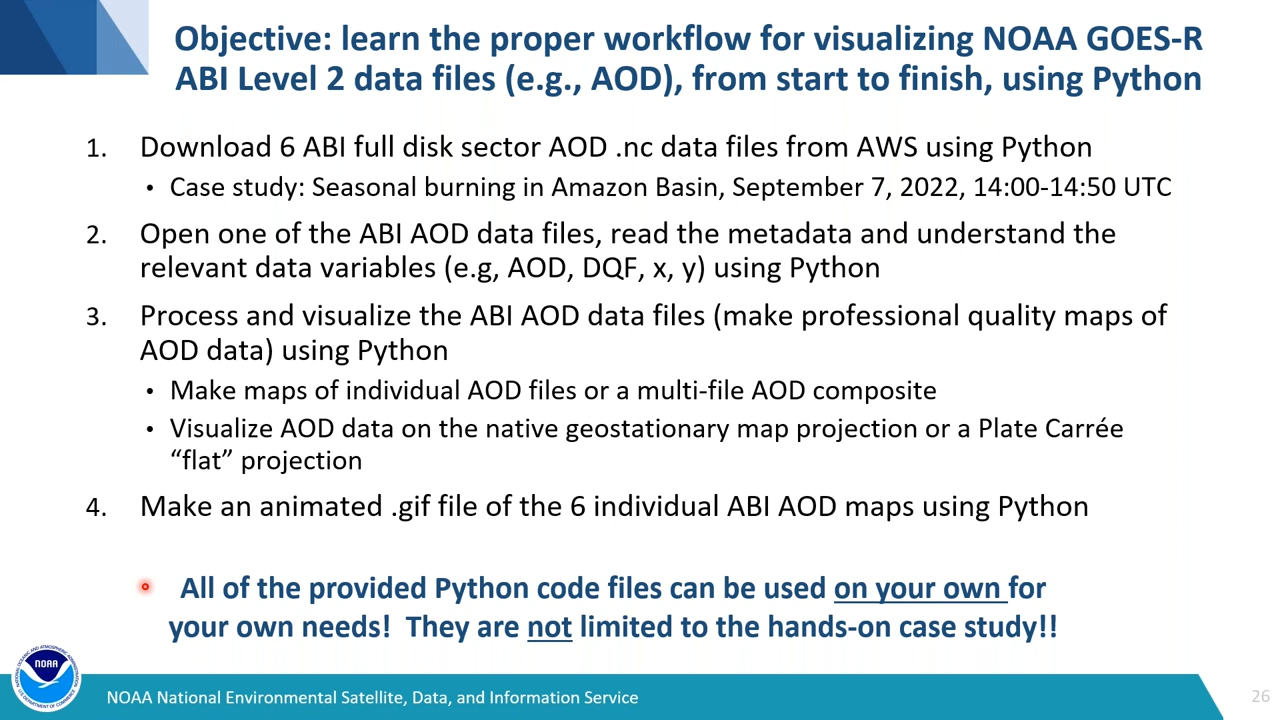 Objective: learn the proper workflow for visualizing NOAA GOES-R
ABI Level 2 data files (e.g., AOD), from start to finish, using Python
1. Download 6 ABI full disk sector AOD .nc data files from AWS using Python
• Case study: Seasonal burning in Amazon Basin, September 7, 2022, 14:00-14:50 UTC
2. Open one of the ABI AOD data files, read the metadata and understand the
relevant data variables (e.g, AOD, DQF, x, y) using Python
3. Process and visualize the ABI AOD data files (make professional quality maps of
AOD data) using Python
• Make maps of individual AOD files or a multi-file AOD composite
• Visualize AOD data on the native geostationary map projection or a Plate Carrée
“flat” projection
4. Make an animated .gif file of the 6 individual ABI AOD maps using Python
All of the provided Python code files can be used on your own for
your own needs! They are not limited to the hands-on case study!!
NOAA
NOAA National Environmental Satellite, Data, and Information Service
26